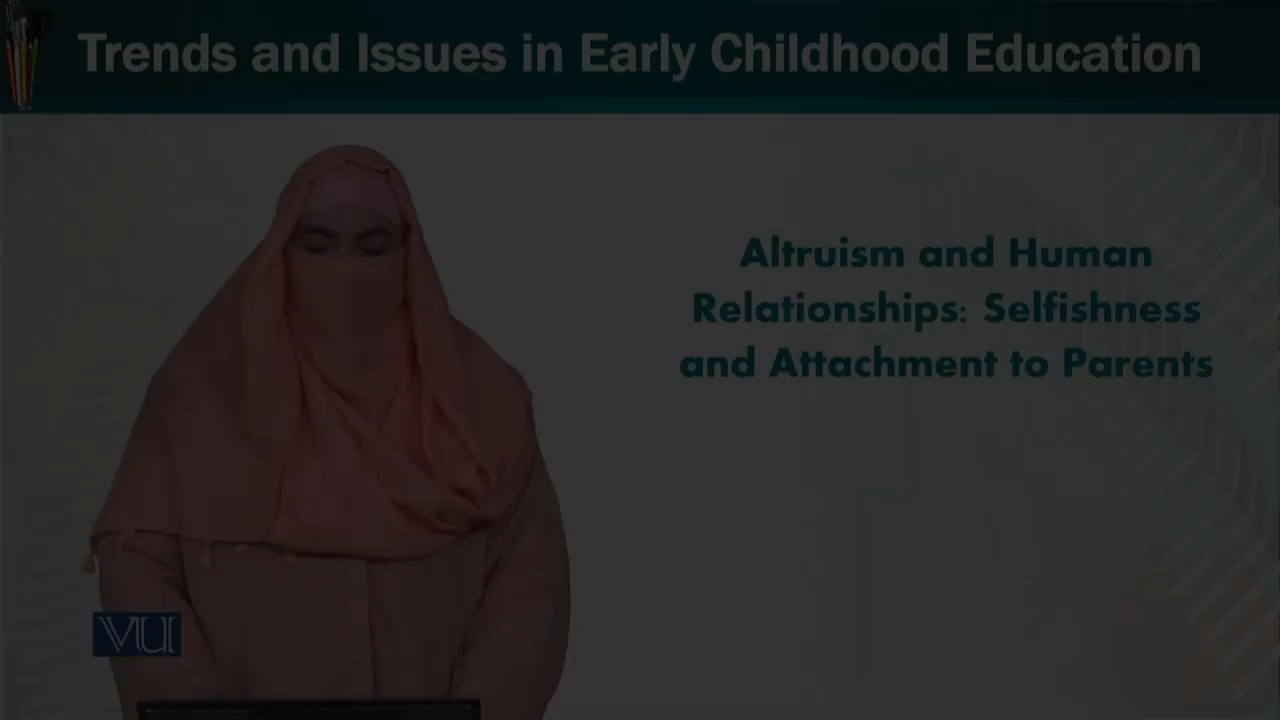 Trends and Issues in Early Childhood Education
Altruism and Human
Relationships: Selfishness
and Attachment to Parents
VU